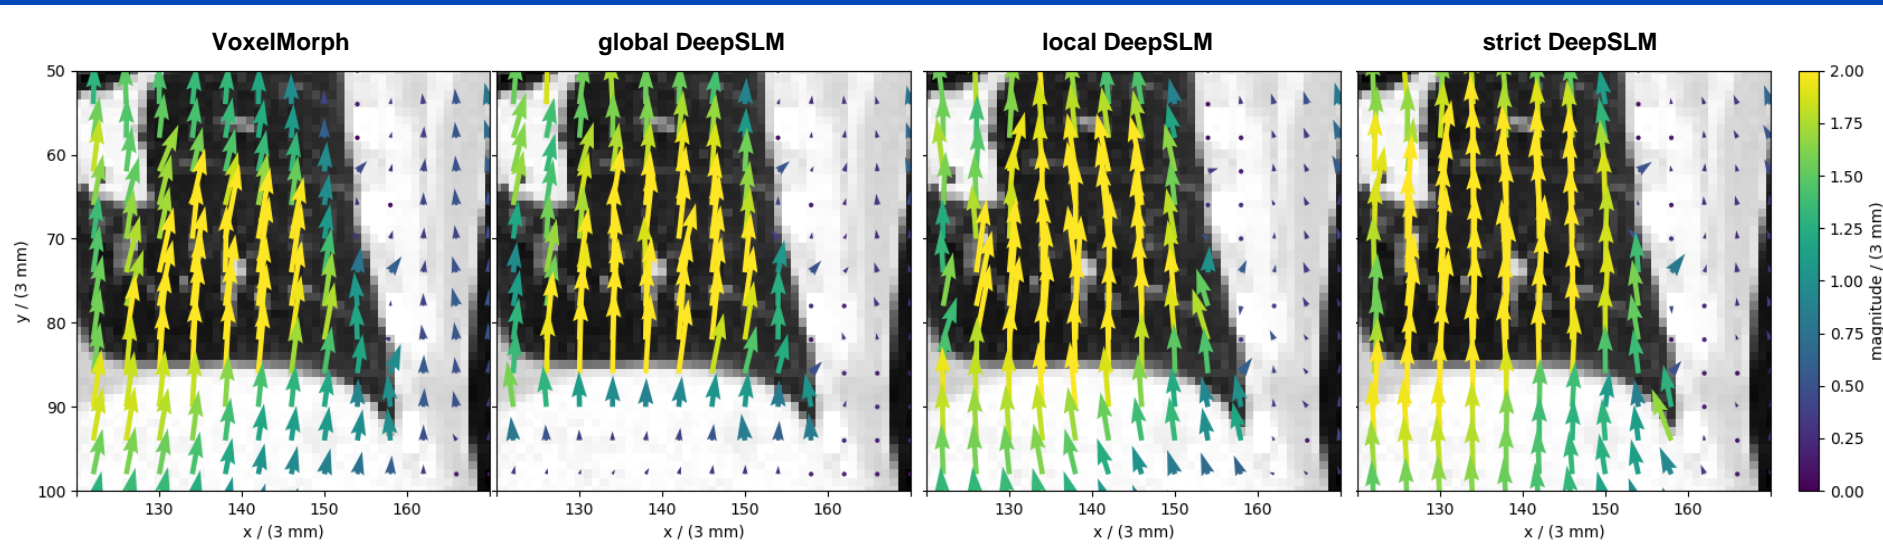 VoxelMorph global DeepSLM local DeepSLM strict DeepSLM
50
60
70
80
90
100
y / (3 mm)
130 140 150 160
x / (3 mm)
130 140 150 160
x / (3 mm)
130 140 150 160
x / (3 mm)
130 140 150 160
x / (3 mm)
2.00
1.75
1.50
1.25
1.00
0.75
0.50
0.25
0.00
magnitude / (3 mm)